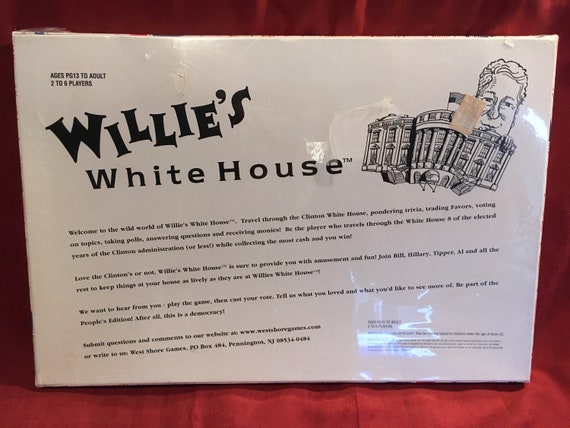 AGES PG13 TO ADULT
2 TO 6 PLAYERS
WILLIE'S
White House™
Welcome to the wild world of Willie's White House™. Travel through the Clinton White House, pondering trivia, trading Favors, voting
on topics, taking polls, answering questions and receiving monies! Be the player who travels through the White House 8 of the elected
years of the Clinton administration (or less!) while collecting the most cash and you win!
Love the Clinton's or not, Willie's White House™ is sure to provide you with amusement and fun! Join Bill, Hillary, Tipper, Al and all the
rest to keep things at your house as lively as they are at Willies White House™!
We want to hear from you - play the game, then cast your vote. Tell us what you loved and what you'd like to see more of. Be part of the
People's Edition! After all, this is a democracy!
Submit questions and comments to our website at: www.westshoregames.com
or write to us: West Shore Games, PO Box 484, Pennington, NJ 08534-0484
AGES PG13 TO ADULT
2 TO 6 PLAYERS